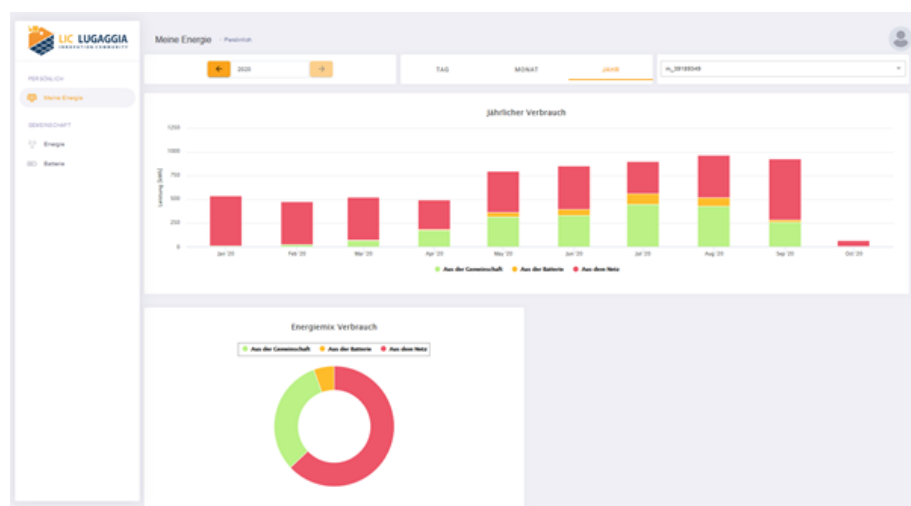 LIC LUGAGGIA
INNOVATION COMMUNITY
Meine Energie
Persönlich
2020
TAG
MONAT
JAHR
m_39189049
PERSÖNLICH
Meine Energie
GEMEINSCHAFT
Energie
Batterie
Jährlicher Verbrauch
Leistung [kWh]
1250
1000
750
500
250
0
Jan '20
Feb '20
Mar '20
Apr '20
May '20
Jun '20
Jul '20
Aug '20
Sep '20
Oct '20
Aus der Gemeinschaft
Aus der Batterie
Aus dem Netz
Energiemix Verbrauch
Aus der Gemeinschaft
Aus der Batterie
Aus dem Netz